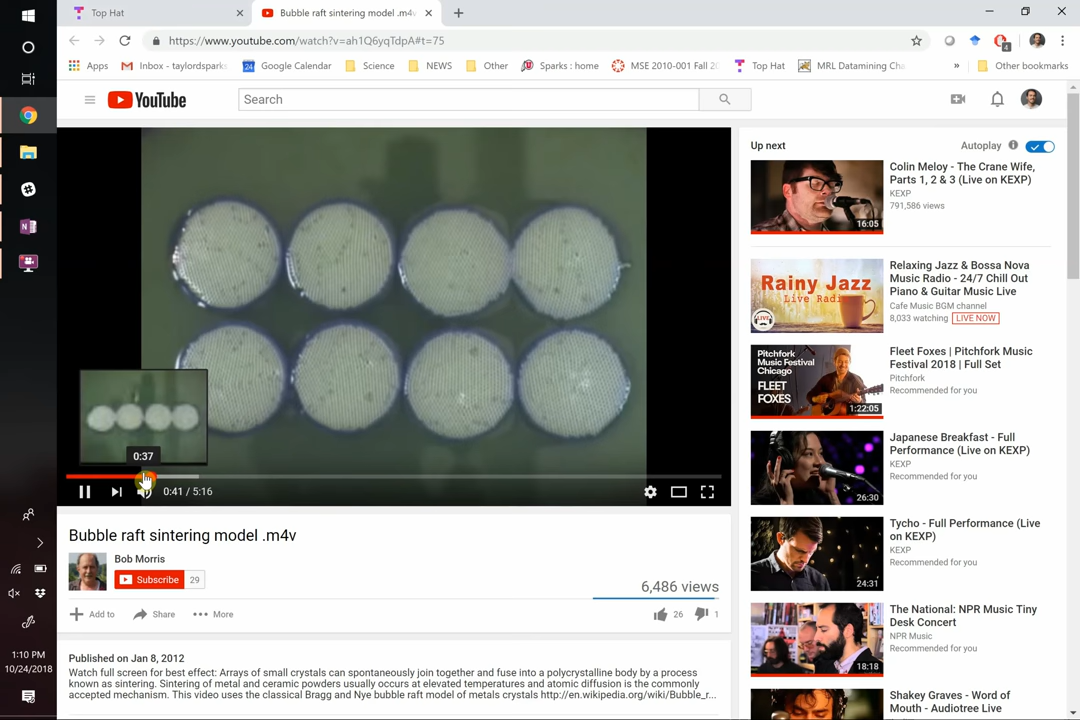 Top Hat
Bubble raft sintering model .m4v
https://www.youtube.com/watch?v=ah1Q6yqTdpA#t=75
Apps
Inbox - taylordsparks
Google Calendar
Science
NEWS
Other
Sparks : home
MSE 2010-001 Fall 20
Top Hat
MRL Datamining Cha
»
Other bookmarks
YouTube
Search
Up next
Autoplay
Colin Meloy - The Crane Wife,
Parts 1, 2 & 3 (Live on KEXP)
KEXP
791,586 views
16:05
Relaxing Jazz & Bossa Nova
Music Radio - 24/7 Chill Out
Piano & Guitar Music Live
Cafe Music BGM channel
8,033 watching LIVE NOW
Rainy Jazz
Live Radio
LIVE
Fleet Foxes | Pitchfork Music
Festival 2018 | Full Set
Pitchfork
Recommended for you
Pitchfork
Music Festival
Chicago
FLEET
FOXES
1:22:05
Japanese Breakfast - Full
Performance (Live on KEXP)
KEXP
Recommended for you
26:30
Tycho - Full Performance (Live
on KEXP)
KEXP
Recommended for you
24:31
The National: NPR Music Tiny
Desk Concert
NPR Music
Recommended for you
18:18
Shakey Graves - Word of
Mouth - Audiotree Live
0:37
0:41 / 5:16
Bubble raft sintering model .m4v
Bob Morris
Subscribe 29
6,486 views
Add to
Share
More
26
1
Published on Jan 8, 2012
Watch full screen for best effect: Arrays of small crystals can spontaneously join together and fuse into a polycrystalline body by a process
known as sintering. Sintering of metal and ceramic powders usually occurs at elevated temperatures and atomic diffusion is the commonly
accepted mechanism. This video uses the classical Bragg and Nye bubble raft model of metals crystals http://en.wikipedia.org/wiki/Bubble_r...
1:10 PM
10/24/2018